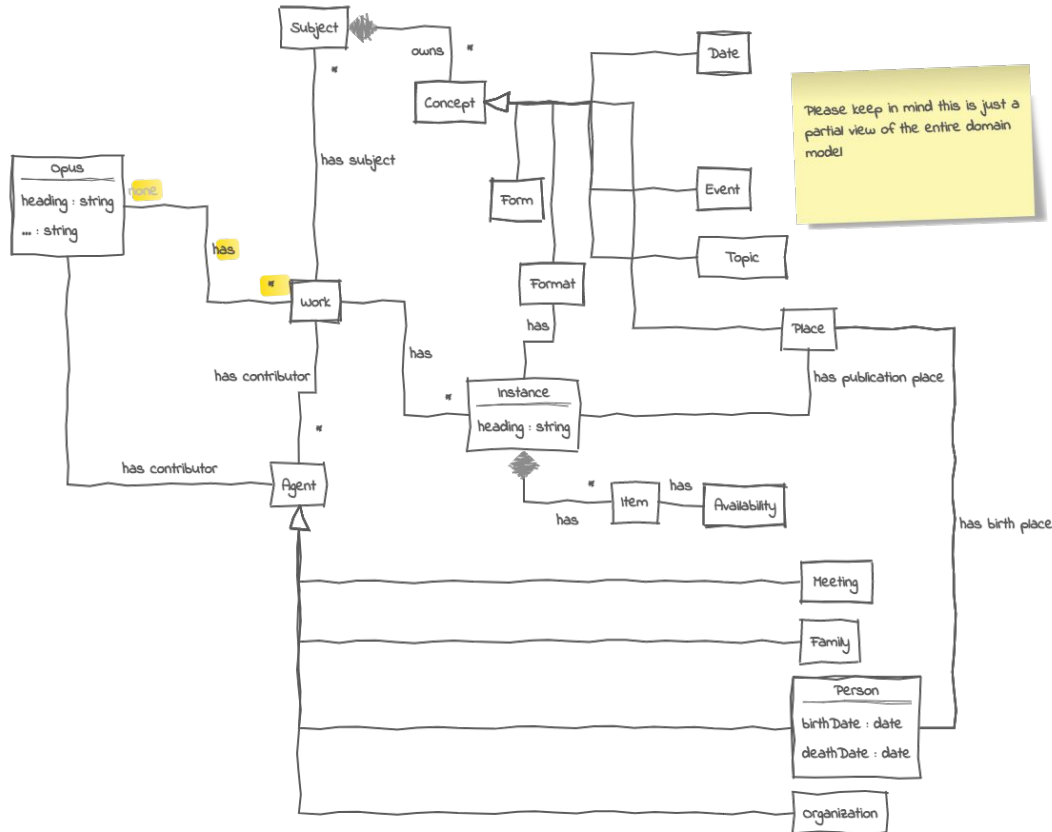 Subject
owns
*
*
Date
Concept
Please keep in mind this is just a
partial view of the entire domain
model
has subject
Opus
heading : string
... : string
none
has
*
Form
Event
Topic
Format
Work
has
Place
has
has contributor
*
*
Instance
heading : string
has publication place
has contributor
Agent
*
has
Item
has
Availability
has birth place
Meeting
Family
Person
birthDate : date
deathDate : date
Organization